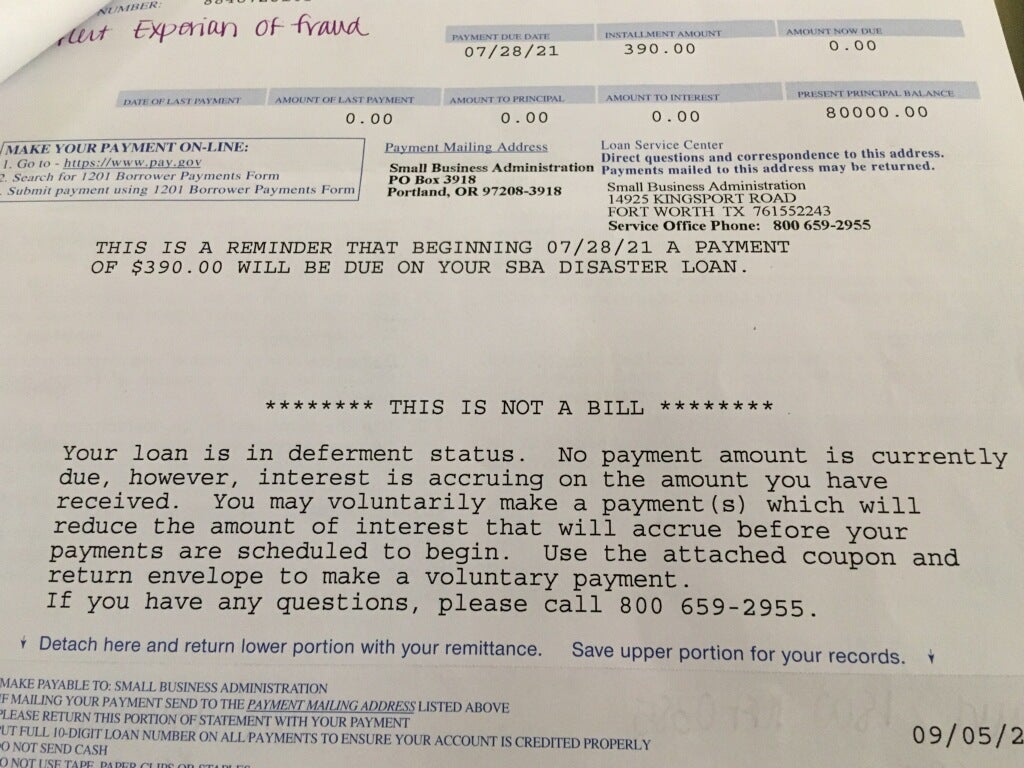 NUMBER:
Experian of fraud
PAYMENT DUE DATE
INSTALLMENT AMOUNT
AMOUNT NOW DUE
07/28/21
390.00
0.00
DATE OF LAST PAYMENT
AMOUNT OF LAST PAYMENT
AMOUNT TO PRINCIPAL
AMOUNT TO INTEREST
PRESENT PRINCIPAL BALANCE
0.00
0.00
0.00
80000.00
MAKE YOUR PAYMENT ON-LINE:
1. Go to - https://www.pay.gov
2. Search for 1201 Borrower Payments Form
. Submit payment using 1201 Borrower Payments Form
Payment Mailing Address
Small Business Administration
PO Box 3918
Portland, OR 97208-3918
Loan Service Center
Direct questions and correspondence to this address.
Payments mailed to this address may be returned.
Small Business Administration
14925 KINGSPORT ROAD
FORT WORTH TX 761552243
Service Office Phone: 800 659-2955
THIS IS A REMINDER THAT BEGINNING 07/28/21 A PAYMENT
OF $390.00 WILL BE DUE ON YOUR SBA DISASTER LOAN.
******** THIS IS NOT A BILL ********
Your loan is in deferment status. No payment amount is currently
due, however, interest is accruing on the amount you have
received. You may voluntarily make a payment(s) which will
reduce the amount of interest that will accrue before your
payments are scheduled to begin. Use the attached coupon and
return envelope to make a voluntary payment.
If you have any questions, please call 800 659-2955.
Detach here and return lower portion with your remittance. Save upper portion for your records.
MAKE PAYABLE TO: SMALL BUSINESS ADMINISTRATION
IF MAILING YOUR PAYMENT SEND TO THE PAYMENT MAILING ADDRESS LISTED ABOVE
PLEASE RETURN THIS PORTION OF STATEMENT WITH YOUR PAYMENT
PUT FULL 10-DIGIT LOAN NUMBER ON ALL PAYMENTS TO ENSURE YOUR ACCOUNT IS CREDITED PROPERLY
DO NOT SEND CASH
DO NOT USE TAPE, PAPER CLIPS OR STAPLES
09/05/2